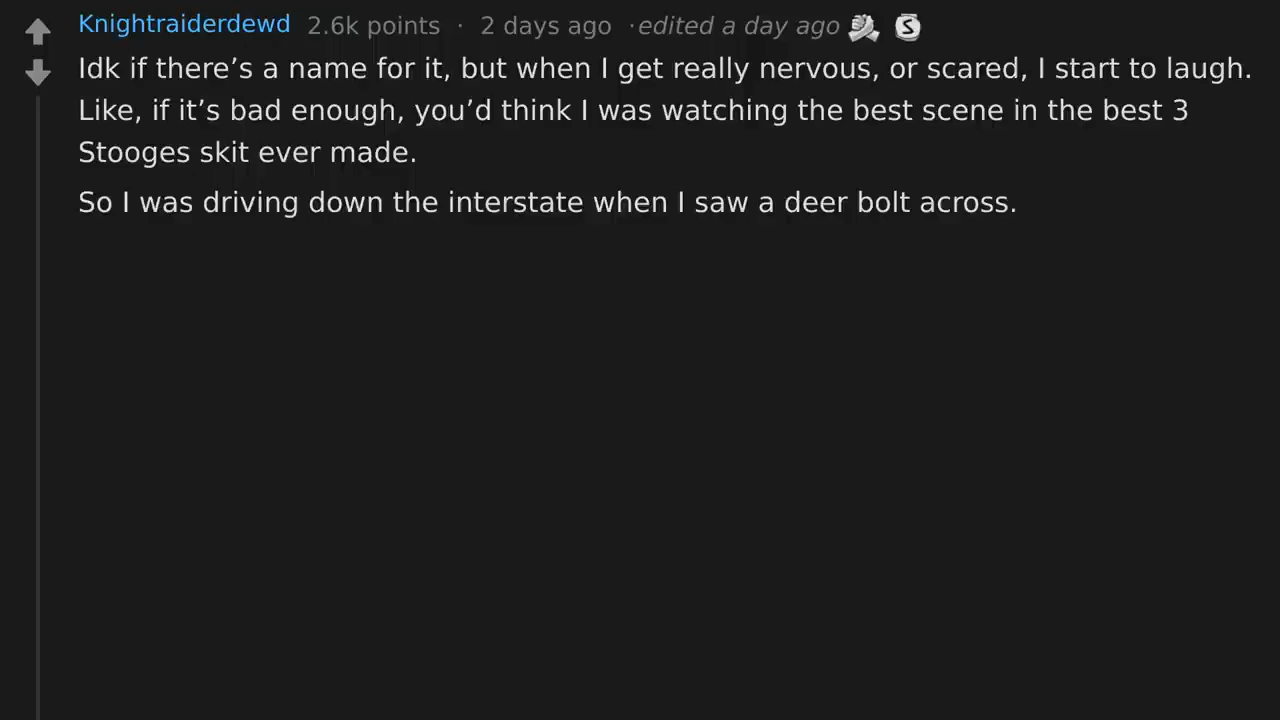 Knightraiderdewd 2.6k points · 2 days ago · edited a day ago S
Idk if there’s a name for it, but when I get really nervous, or scared, I start to laugh.
Like, if it’s bad enough, you’d think I was watching the best scene in the best 3
Stooges skit ever made.
So I was driving down the interstate when I saw a deer bolt across.